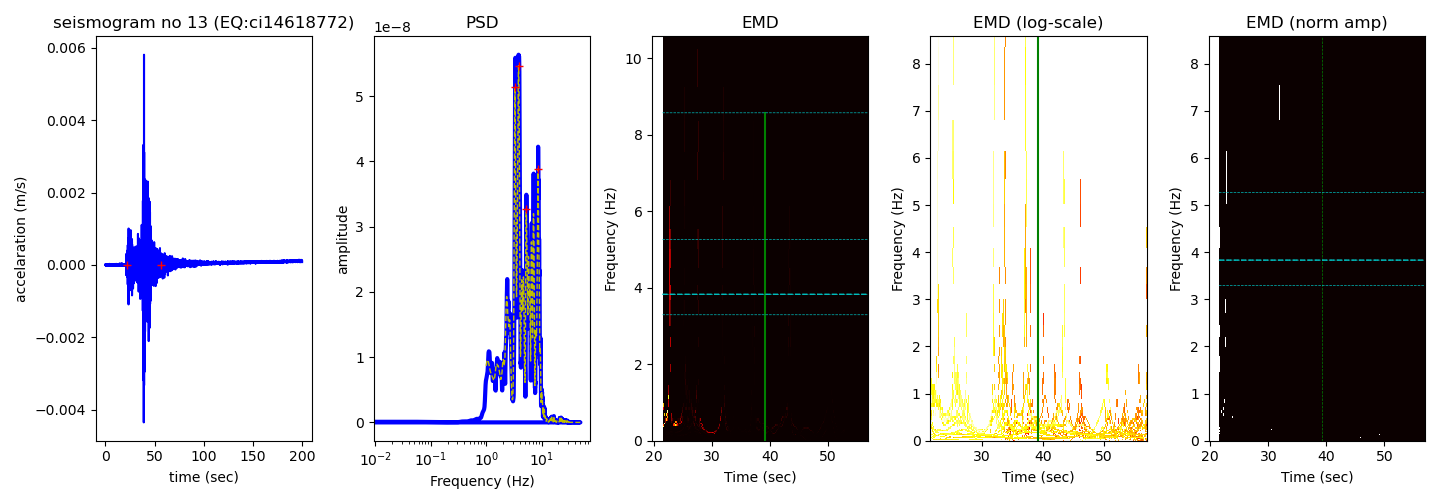 seismogram no 13 (EQ:ci14618772)
0.006
0.004
0.002
0.000
−0.002
−0.004
accelaration (m/s)
0 50 100 150 200
time (sec)
PSD
1e−8
5
4
3
2
1
0
amplitude
10⁻² 10⁻¹ 10⁰ 10¹
Frequency (Hz)
EMD
10
8
6
4
2
0
Frequency (Hz)
20 30 40 50
Time (sec)
EMD (log-scale)
8
7
6
5
4
3
2
1
0
Frequency (Hz)
30 40 50
Time (sec)
EMD (norm amp)
8
7
6
5
4
3
2
1
0
Frequency (Hz)
20 30 40 50
Time (sec)